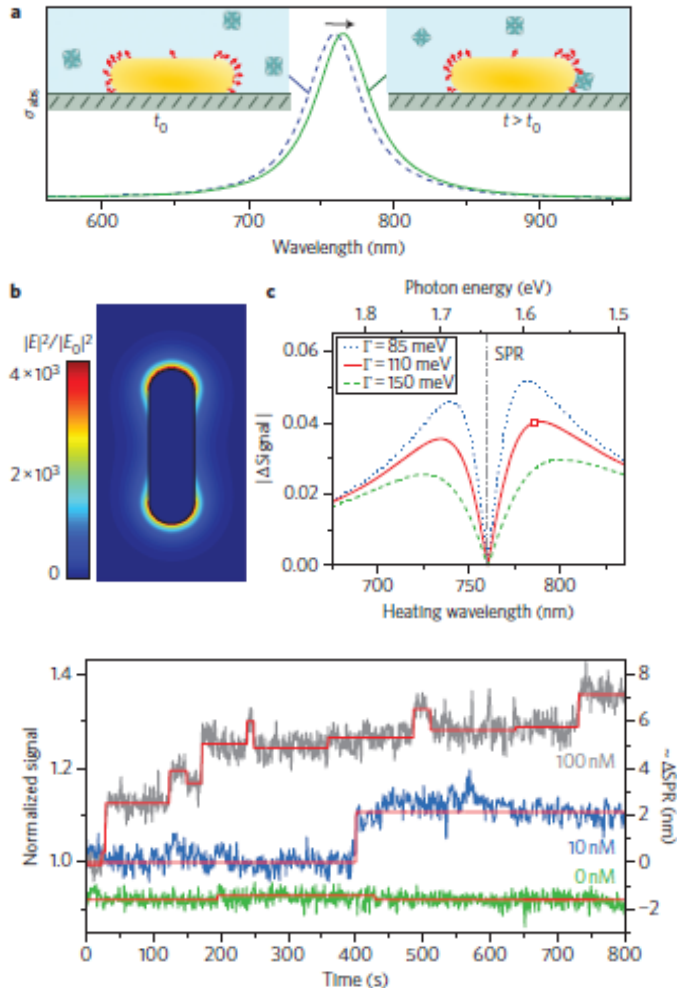 a
σabs
t0
t > t0
600
700
800
900
Wavelength (nm)
b
|E|²/|E0|²
4 × 10³
2 × 10³
0
c
Photon energy (eV)
1.8
1.7
1.6
1.5
Γ = 85 meV
Γ = 110 meV
Γ = 150 meV
SPR
|Δ Signal |
0.06
0.04
0.02
0.00
700
750
800
Heating wavelength (nm)
Normalized signal
1.4
1.2
1.0
8
6
4
2
0
−2
~ ΔSPR (nm)
100 nM
10 nM
0 nM
0
100
200
300
400
500
600
700
800
Time (s)